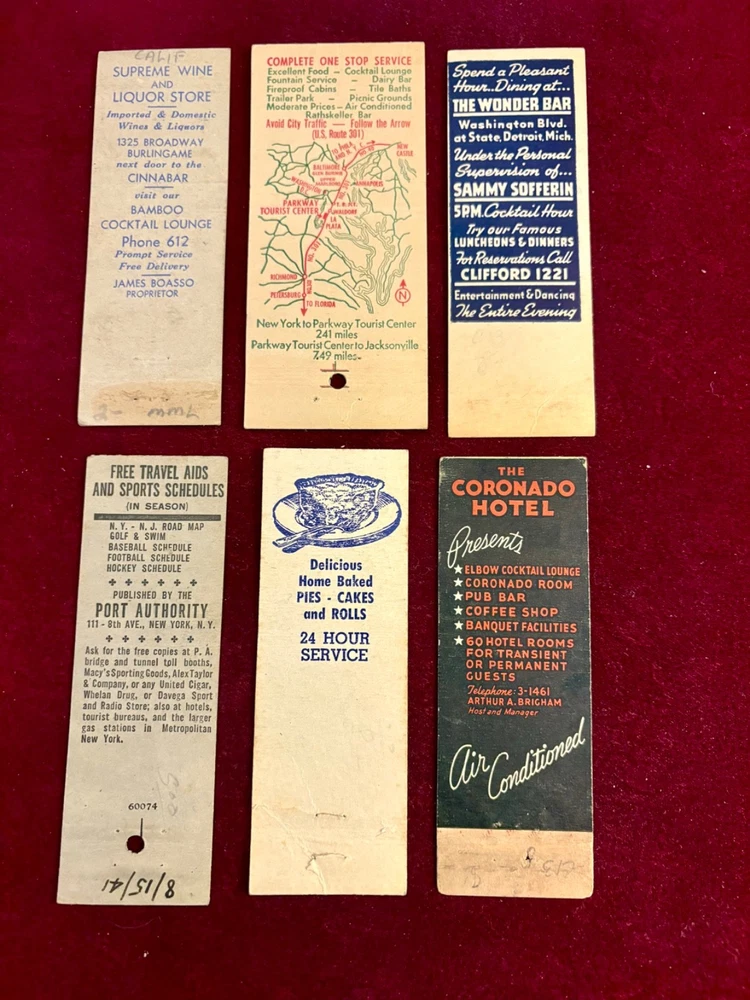 CALIF
SUPREME WINE
AND
LIQUOR STORE
Imported & Domestic
Wines & Liquors
1325 BROADWAY
BURLINGAME
next door to the
CINNABAR
visit our
BAMBOO
COCKTAIL LOUNGE
Phone 612
Prompt Service
Free Delivery
JAMES BOASSO
PROPRIETOR
COMPLETE ONE STOP SERVICE
Excellent Food – Cocktail Lounge
Fountain Service – Dairy Bar
Fireproof Cabins – Tile Baths
Trailer Park – Picnic Grounds
Moderate Prices – Air Conditioned
Rathskeller Bar
Avoid City Traffic — Follow the Arrow
(U.S. Route 301)
NEW CASTLE
BALTIMORE
WASHINGTON
ANNAPOLIS
PARKWAY
TOURIST CENTER
WALDORF
LA PLATA
NO. 301
RICHMOND
PETERSBURG
TO FLORIDA
N
New York to Parkway Tourist Center
241 miles
Parkway Tourist Center to Jacksonville
749 miles
Spend a Pleasant
Hour..Dining at...
THE WONDER BAR
Washington Blvd.
at State, Detroit, Mich.
Under the Personal
Supervision of...
SAMMY SOFFERIN
5 P.M. Cocktail Hour
Try our Famous
LUNCHEONS & DINNERS
For Reservations Call
CLIFFORD 1221
Entertainment & Dancing
The Entire Evening
FREE TRAVEL AIDS
AND SPORTS SCHEDULES
(IN SEASON)
N.Y. - N.J. ROAD MAP
GOLF & SWIM
BASEBALL SCHEDULE
FOOTBALL SCHEDULE
HOCKEY SCHEDULE
PUBLISHED BY THE
PORT AUTHORITY
111 - 8th AVE., NEW YORK, N.Y.
Ask for the free copies at P. A.
bridge and tunnel toll booths,
Macy's Sporting Goods, Alex Taylor
& Company, or any United Cigar,
Whelan Drug, or Davega Sport
and Radio Store; also at hotels,
tourist bureaus, and the larger
gas stations in Metropolitan
New York.
60074
8/15/41
Delicious
Home Baked
PIES - CAKES
and ROLLS
24 HOUR
SERVICE
THE
CORONADO
HOTEL
Presents
★ ELBOW COCKTAIL LOUNGE
★ CORONADO ROOM
★ PUB BAR
★ COFFEE SHOP
★ BANQUET FACILITIES
★ 60 HOTEL ROOMS
FOR TRANSIENT
OR PERMANENT
GUESTS
Telephone: 3-1461
ARTHUR A. BRIGHAM
Host and Manager
Air Conditioned